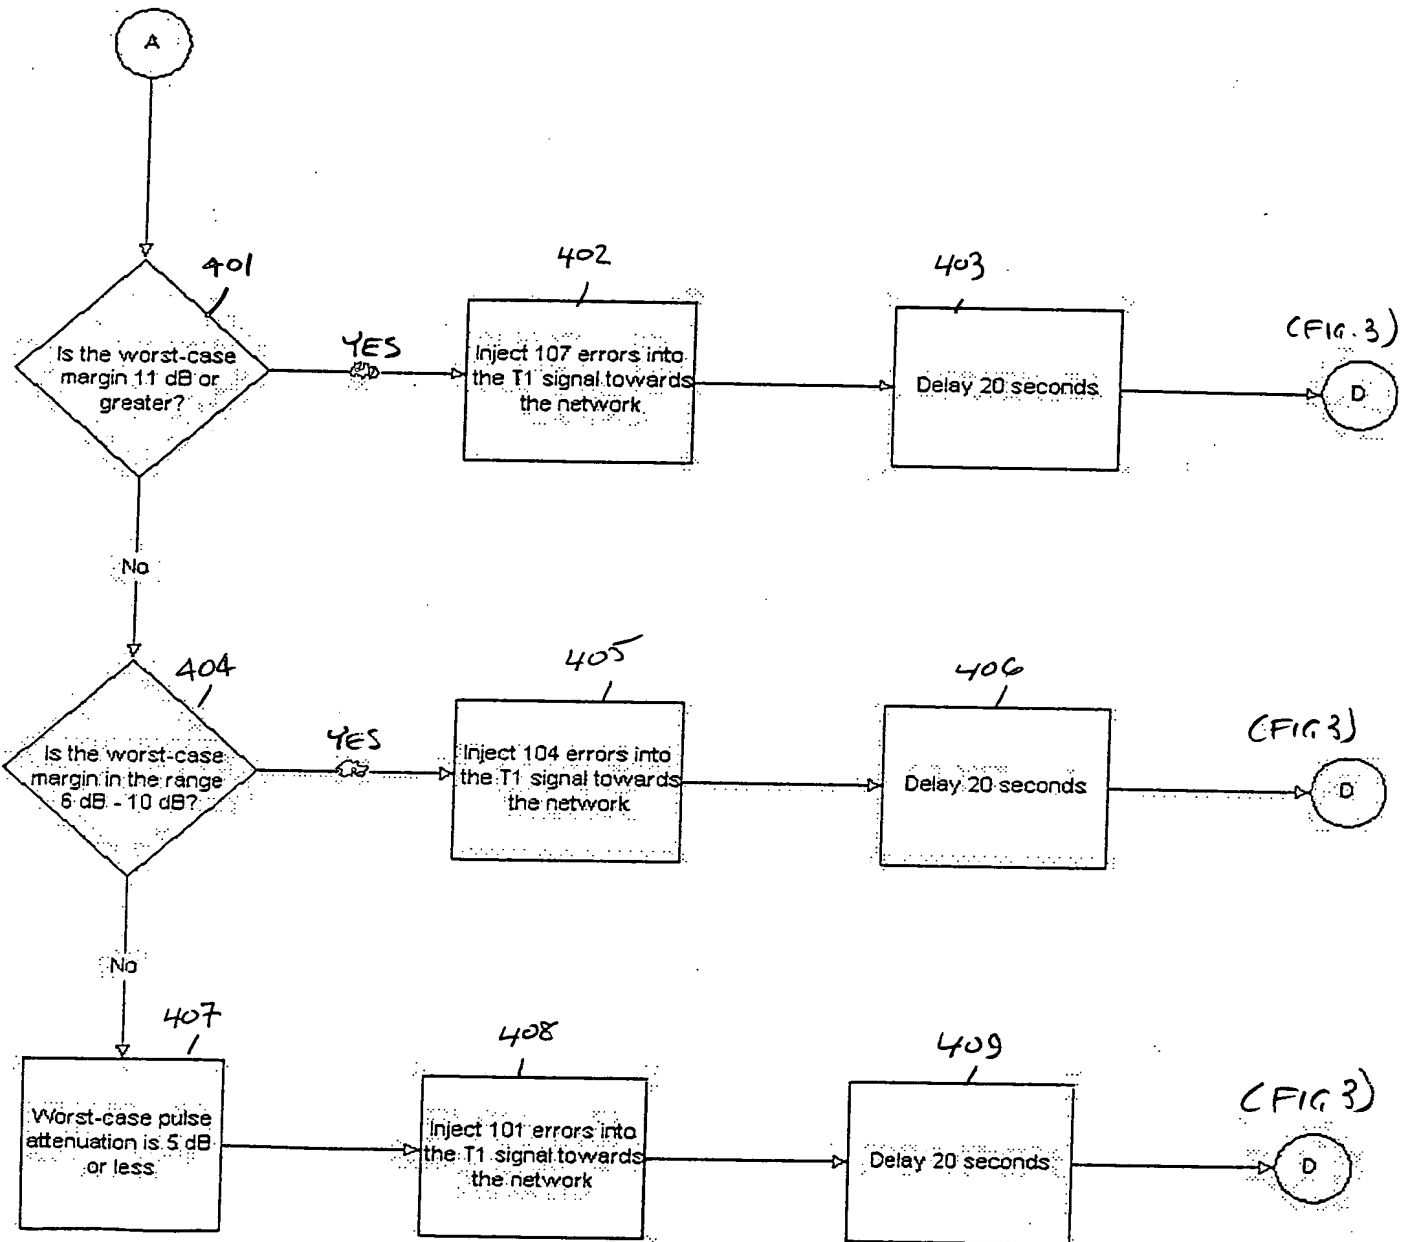 A
401
402
403
(FIG. 3)
Is the worst-case
margin 11 dB or
greater?
YES
Inject 107 errors into
the T1 signal towards
the network
Delay 20 seconds
D
No
404
405
406
(FIG 3)
Is the worst-case
margin in the range
6 dB - 10 dB?
YES
Inject 104 errors into
the T1 signal towards
the network
Delay 20 seconds
D
No
407
408
409
(FIG 3)
Worst-case pulse
attenuation is 5 dB
or less
Inject 101 errors into
the T1 signal towards
the network
Delay 20 seconds
D